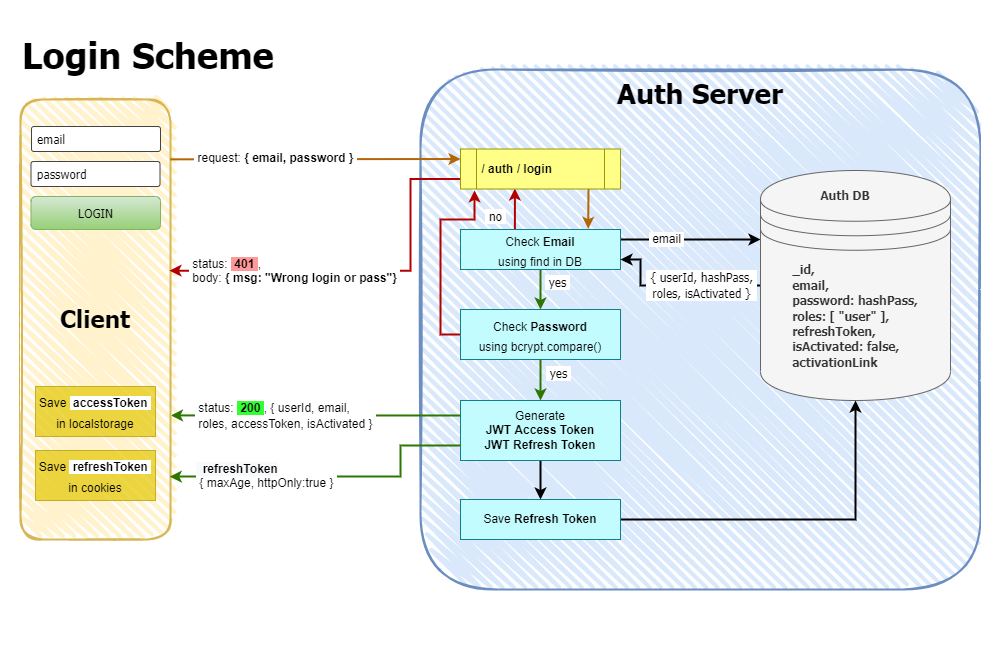 Login Scheme
Auth Server
email
password
LOGIN
request: { email, password }
/ auth / login
no
Check Email
using find in DB
email
{ userId, hashPass,
roles, isActivated }
Auth DB
_id,
email,
password: hashPass,
roles: [ "user" ],
refreshToken,
isActivated: false,
activationLink
status: 401,
body: { msg: "Wrong login or pass"}
yes
Client
Check Password
using bcrypt.compare()
yes
Save accessToken
in localstorage
status: 200, { userId, email,
roles, accessToken, isActivated }
Generate
JWT Access Token
JWT Refresh Token
Save refreshToken
in cookies
refreshToken
{ maxAge, httpOnly:true }
Save Refresh Token